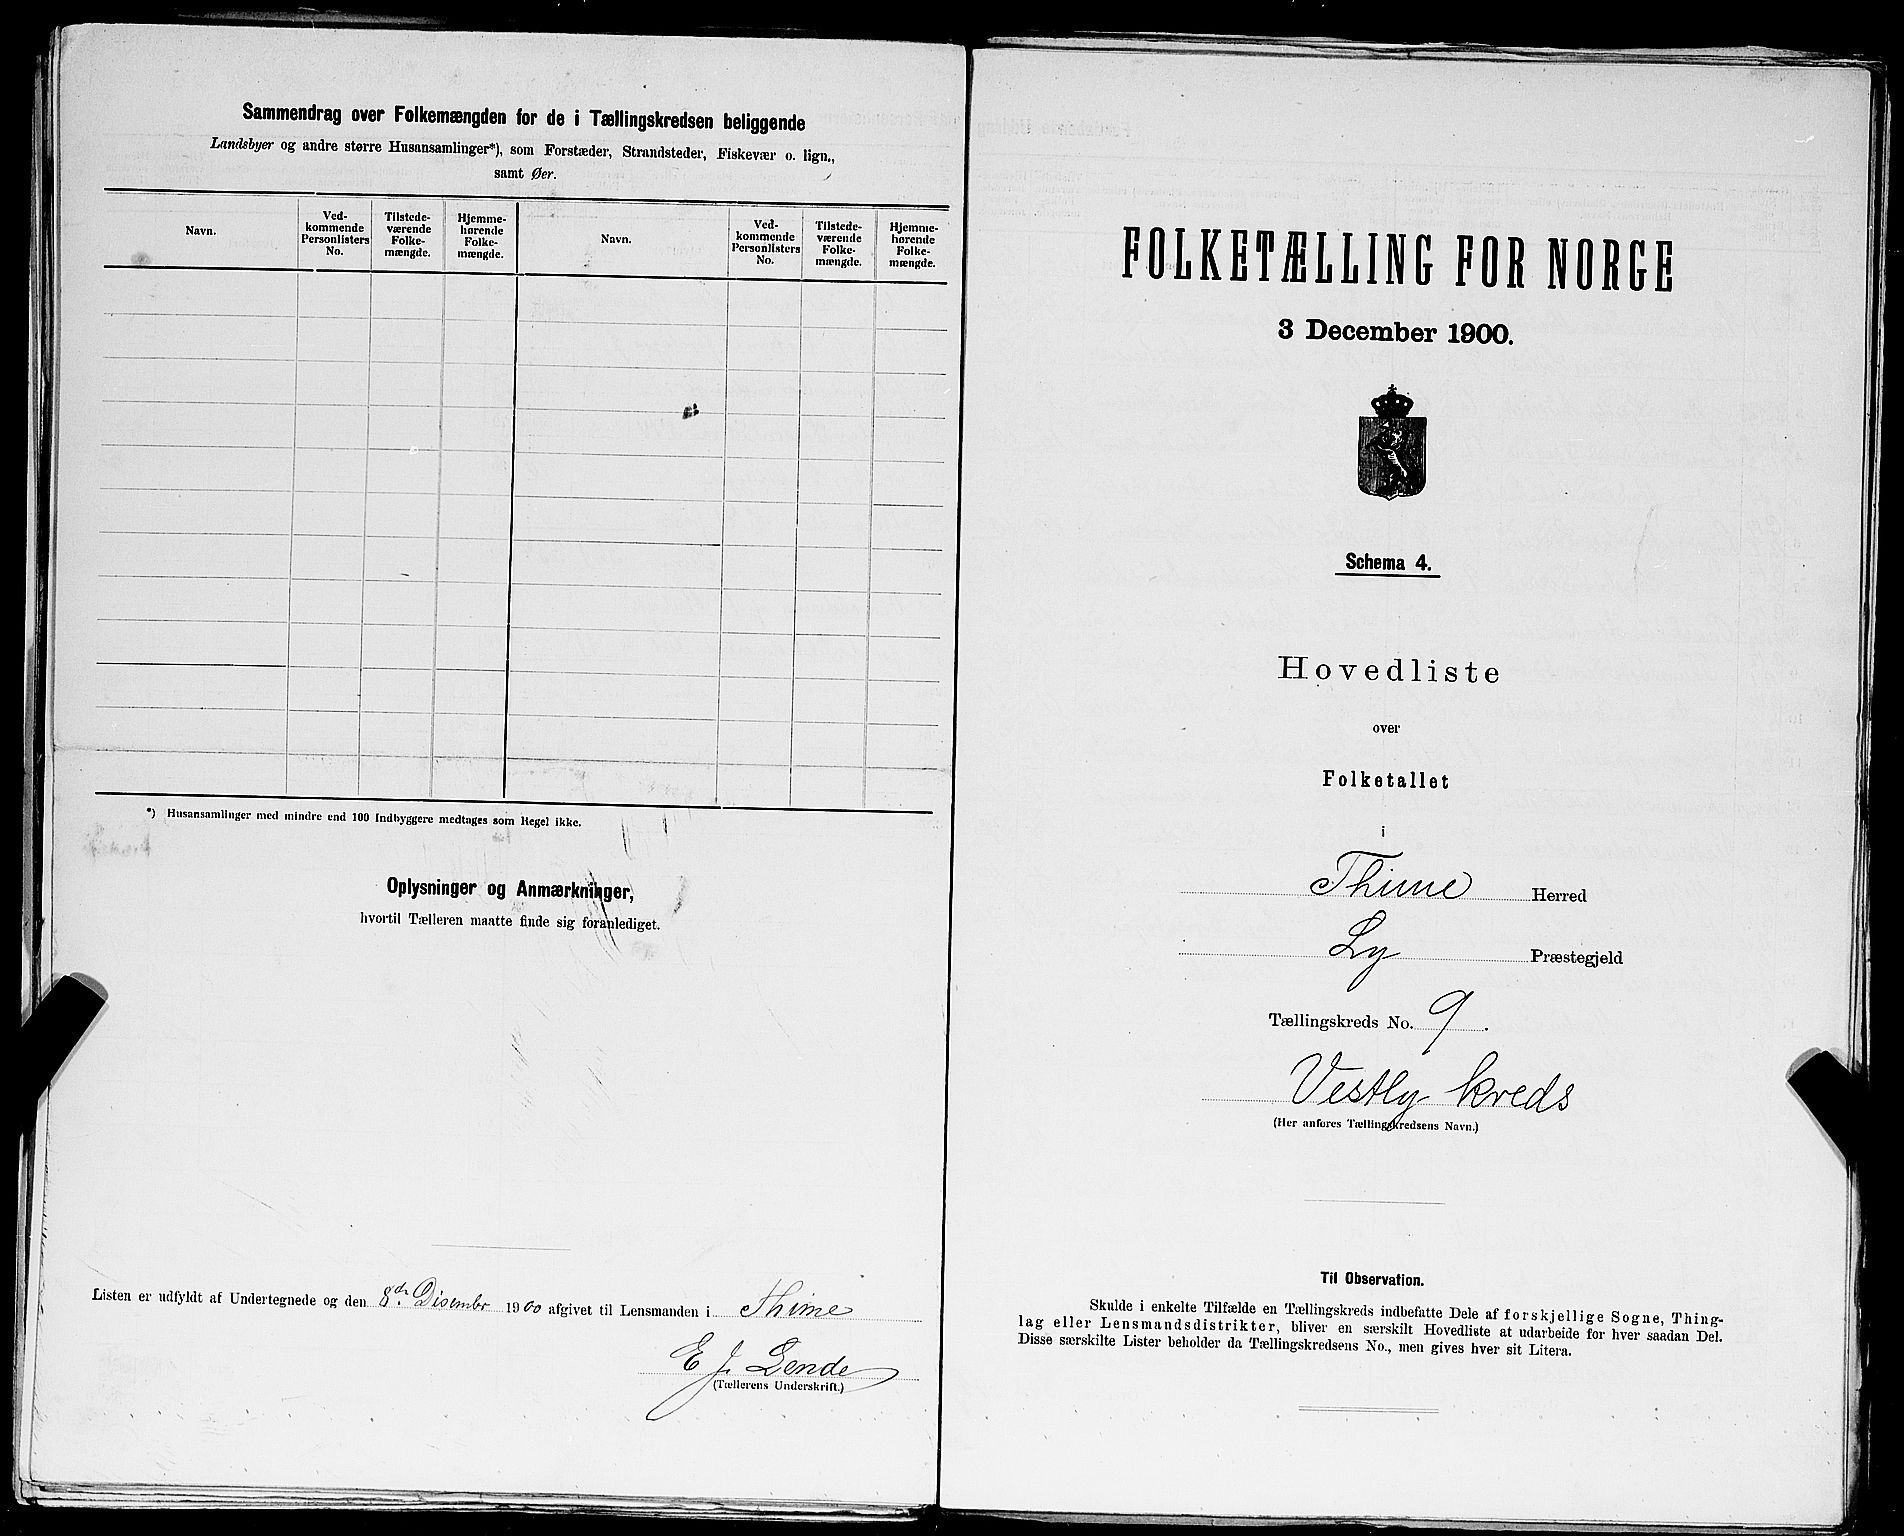 Sammendrag over Folkemængden for de i Tællingskredsen beliggende
Landsbyer og andre større Husansamlinger*), som Forstæder, Strandsteder, Fiskevær o. lign.,
samt Øer.
Navn.
Ved-
kommende
Personlisters
No.
Tilstede-
værende
Folke-
mængde.
Hjemme-
hørende
Folke-
mængde.
Navn.
Ved-
kommende
Personlisters
No.
Tilstede-
værende
Folke-
mængde.
Hjemme-
hørende
Folke-
mængde.
*) Husansamlinger med mindre end 100 Indbyggere medtages som Regel ikke.
Oplysninger og Anmærkninger,
hvortil Tælleren maatte finde sig foranlediget.
Listen er udfyldt af Undertegnede og den 8de Disembr 1900 afgivet til Lensmanden i Thime
E J. Lende
(Tællerens Underskrift.)
FOLKETÆLLING FOR NORGE
3 December 1900.
Schema 4.
Hovedliste
over
Folketallet
i
Thime Herred
Ly Præstegjeld
Tællingskreds No. 9.
Vestly kreds
(Her anføres Tællingskredsens Navn.)
Til Observation.
Skulde i enkelte Tilfælde en Tællingskreds indbefatte Dele af forskjellige Sogne, Thing-
lag eller Lensmandsdistrikter, bliver en særskilt Hovedliste at udarbeide for hver saadan Del.
Disse særskilte Lister beholder da Tællingskredsens No., men gives hver sit Litera.